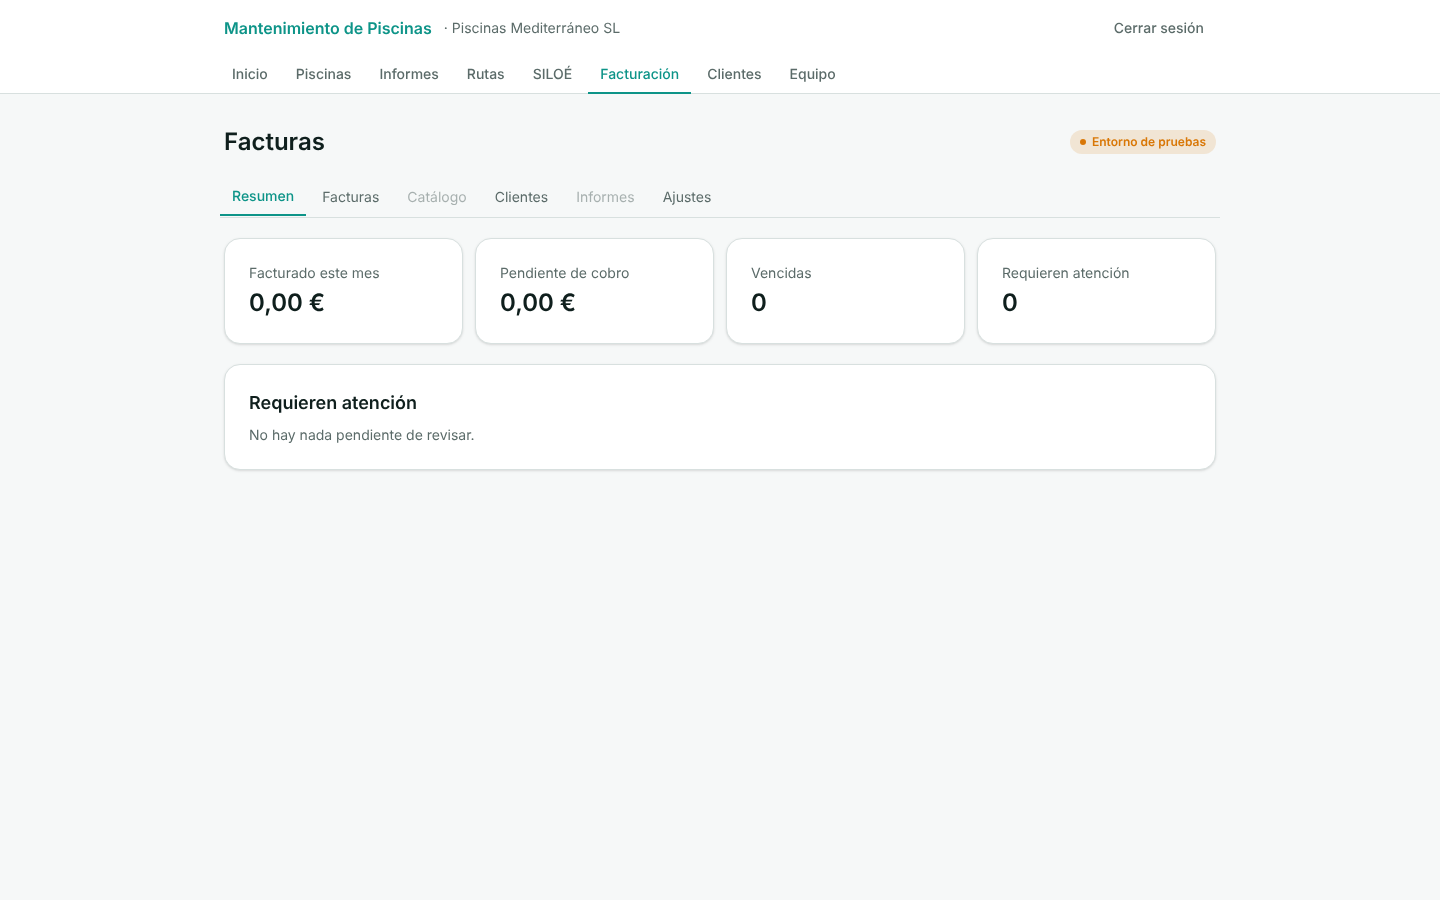 Mantenimiento de Piscinas · Piscinas Mediterráneo SL Cerrar sesión
Inicio Piscinas Informes Rutas SILOÉ Facturación Clientes Equipo
Facturas Entorno de pruebas
Resumen Facturas Catálogo Clientes Informes Ajustes
Facturado este mes Pendiente de cobro Vencidas Requieren atención
0,00 € 0,00 € 0 0
Requieren atención
No hay nada pendiente de revisar.